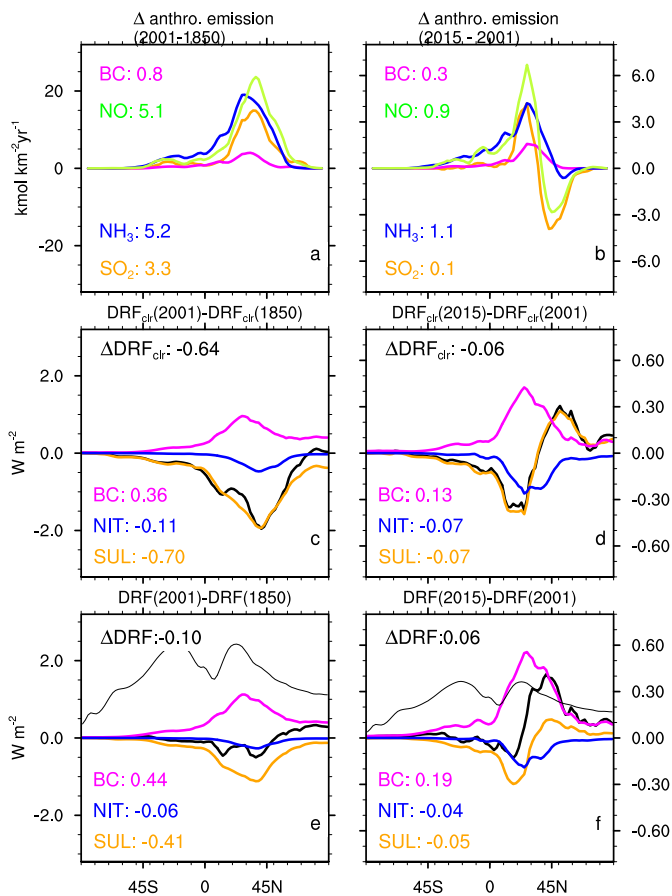 Δ anthro. emission
(2001-1850)
Δ anthro. emission
(2015.-2001)
BC: 0.8
NO: 5.1
NH₃: 5.2
SO₂: 3.3
a
20
0
-20
kmol km⁻²yr⁻¹
BC: 0.3
NO: 0.9
NH₃: 1.1
SO₂: 0.1
b
6.0
3.0
0.0
-3.0
-6.0
DRFclr(2001)-DRFclr(1850)
ΔDRFclr: -0.64
BC: 0.36
NIT: -0.11
SUL: -0.70
c
2.0
0.0
-2.0
W m⁻²
DRFclr(2015)-DRFclr(2001)
ΔDRFclr: -0.06
BC: 0.13
NIT: -0.07
SUL: -0.07
d
0.60
0.30
0.00
-0.30
-0.60
DRF(2001)-DRF(1850)
ΔDRF:-0.10
BC: 0.44
NIT: -0.06
SUL: -0.41
e
2.0
0.0
-2.0
W m⁻²
45S 0 45N
DRF(2015)-DRF(2001)
ΔDRF:0.06
BC: 0.19
NIT: -0.04
SUL: -0.05
f
0.60
0.30
0.00
-0.30
-0.60
45S 0 45N